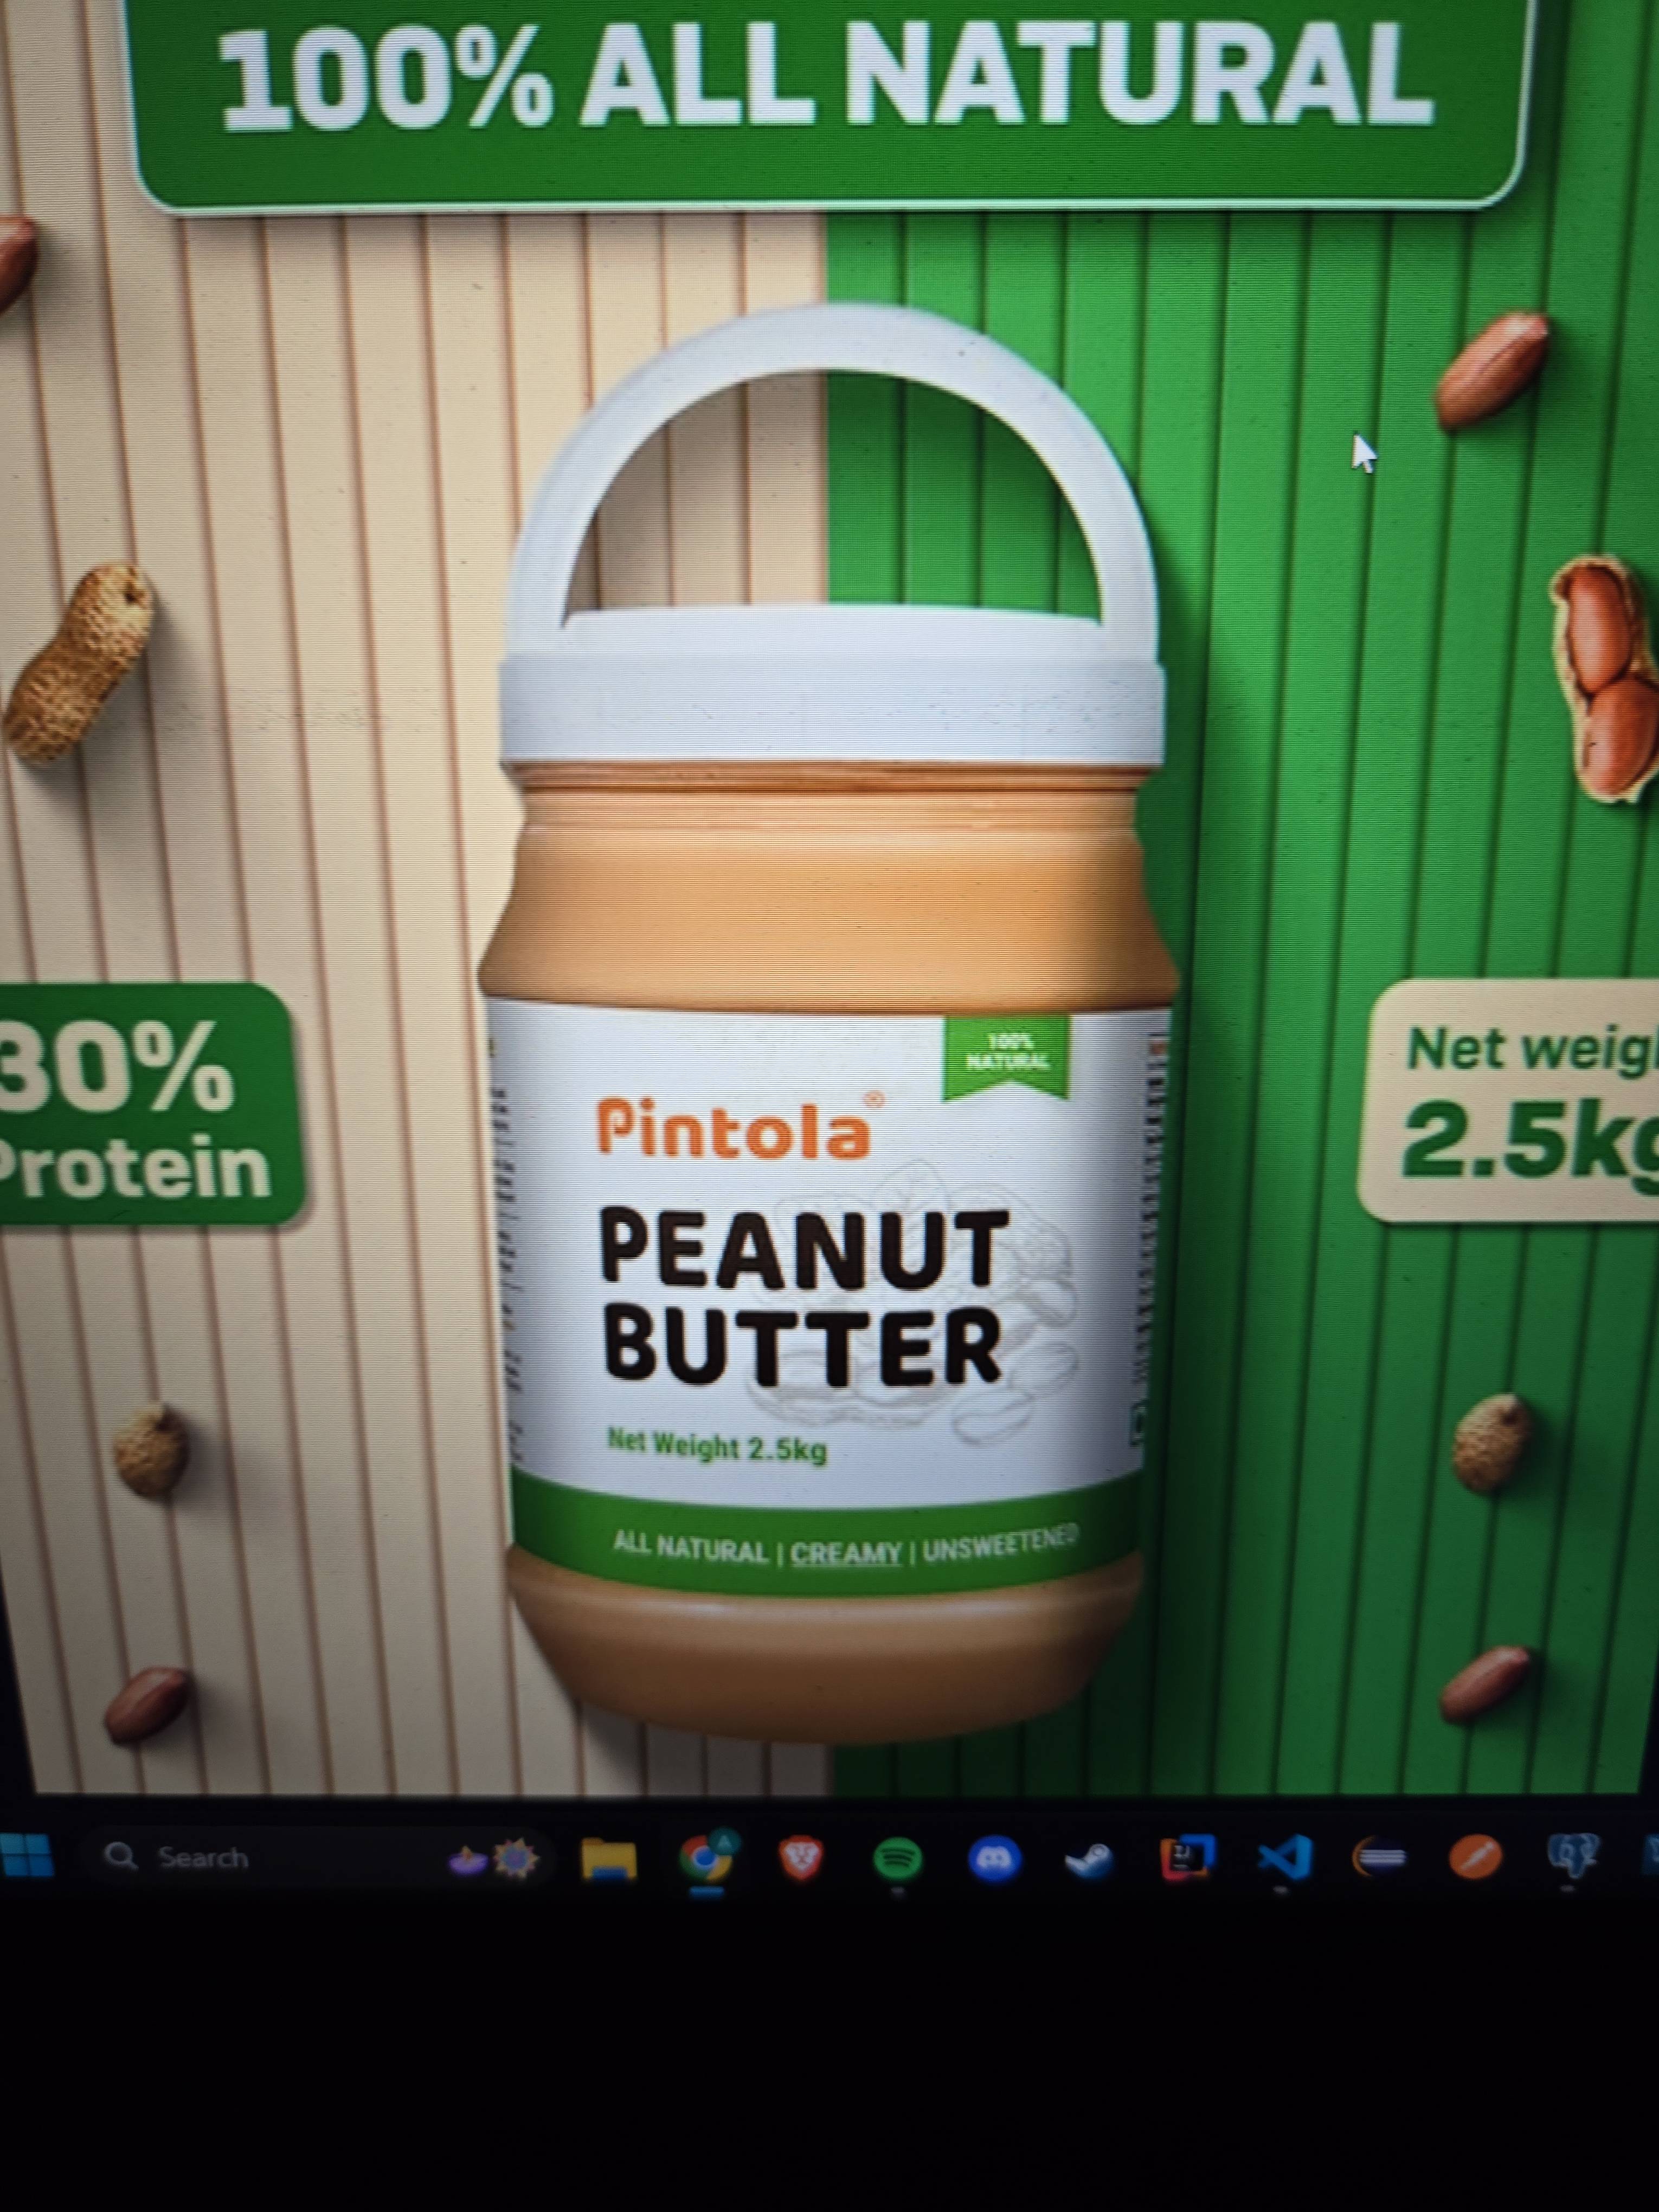 100% ALL NATURAL
30%
Protein
Net weig
2.5kg
100%
NATURAL
Pintola®
PEANUT
BUTTER
Net Weight 2.5kg
ALL NATURAL | CREAMY | UNSWEETENED
Search